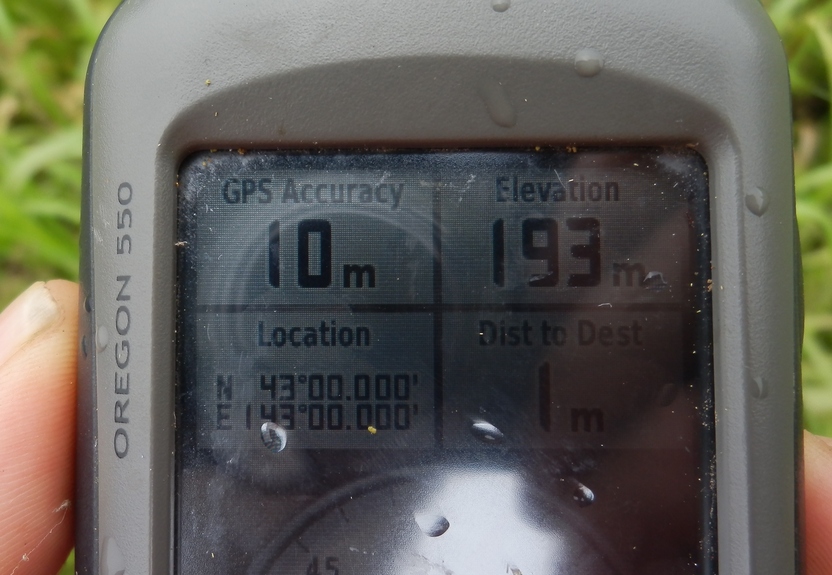 OREGON 550
GPS Accuracy
10 m
Elevation
193 m
Location
N 43°00.000'
E 143°00.000'
Dist to Dest
1 m
45